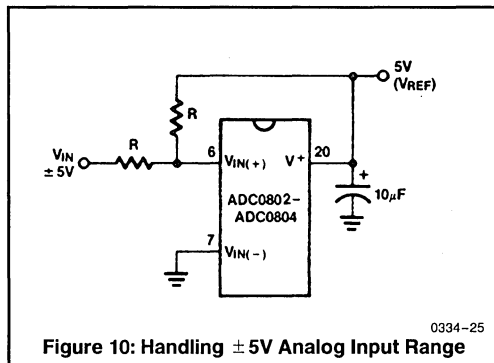 5V
(VREF)
R
R
VIN
± 5V
6
VIN(+)
V+
20
+
10μF
ADC0802–
ADC0804
7
VIN(–)
0334–25
Figure 10: Handling ±5V Analog Input Range